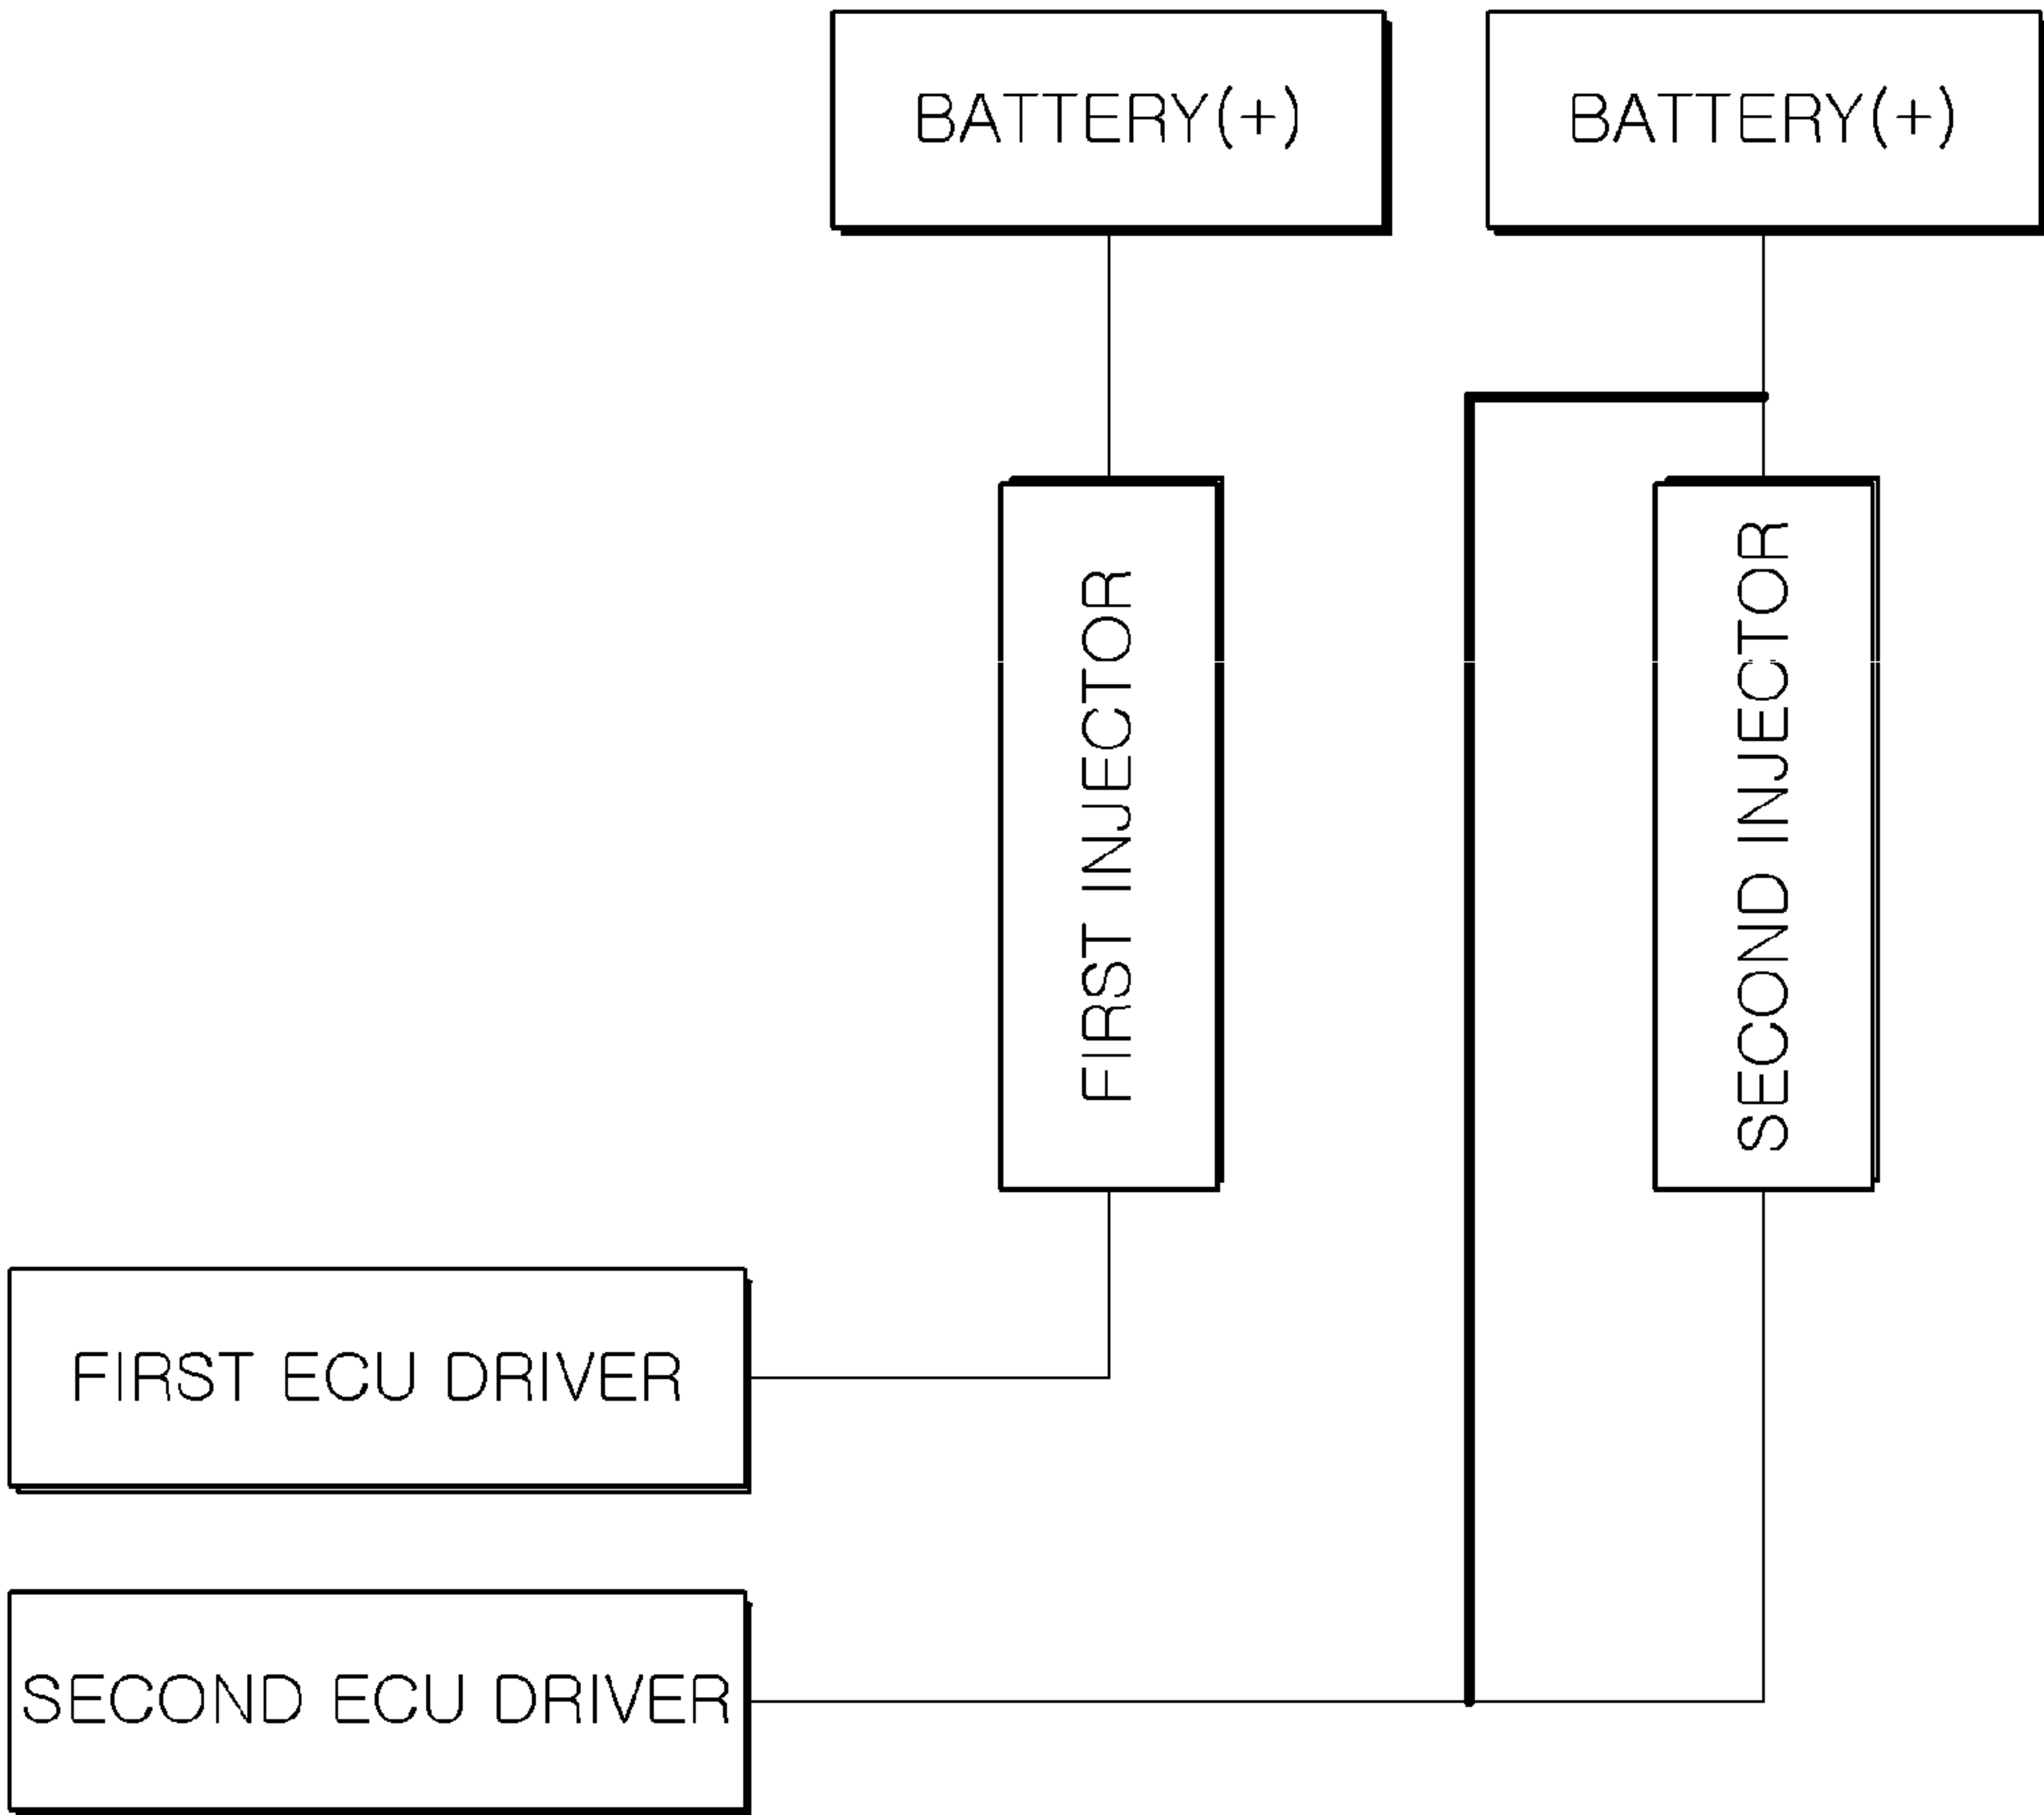 BATTERY(+)
BATTERY(+)
FIRST INJECTOR
SECOND INJECTOR
FIRST ECU DRIVER
SECOND ECU DRIVER